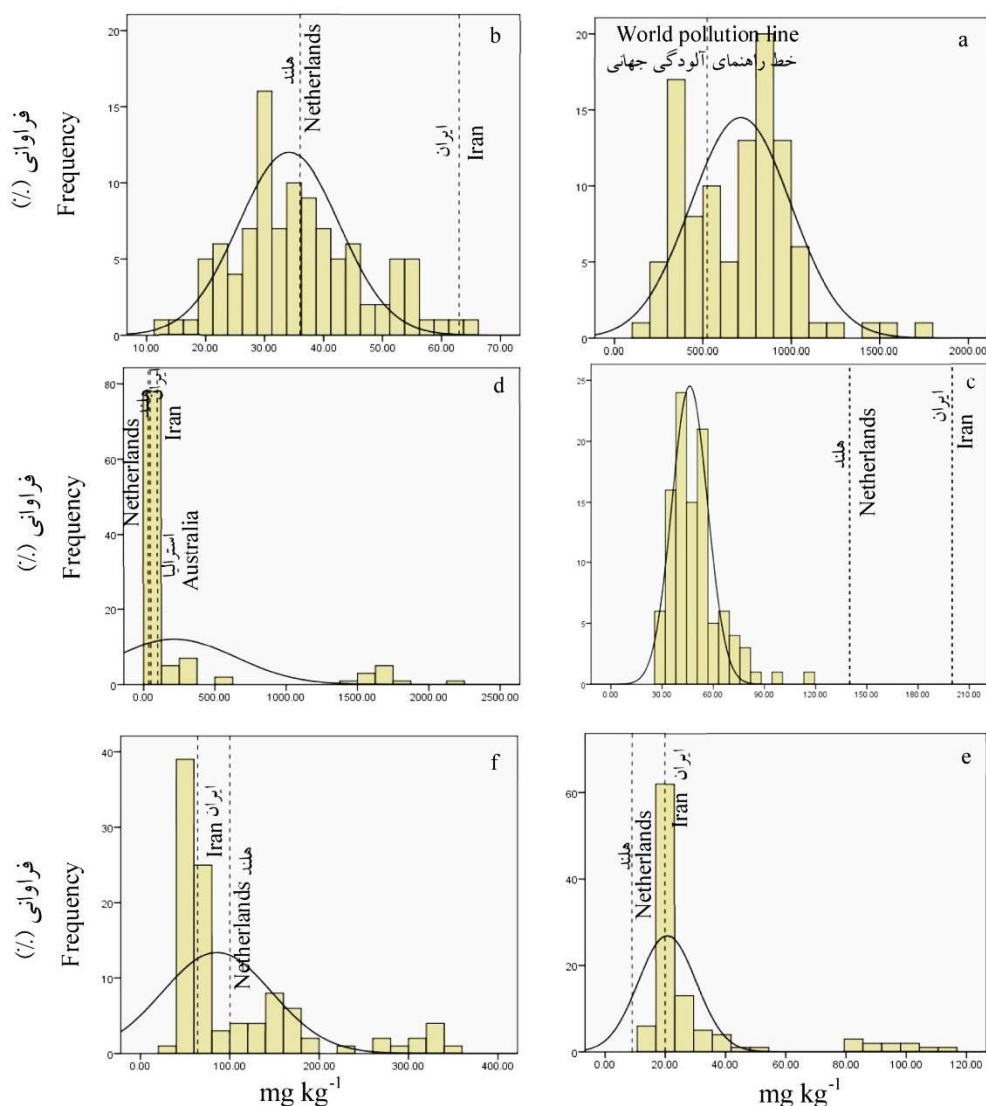 b
20
15
10
5
0
هلند
Netherlands
ایران
Iran
10.00 20.00 30.00 40.00 50.00 60.00 70.00
فراوانی (٪)
Frequency
a
World pollution line
خط راهنمای آلودگی جهانی
20
15
10
5
0
0.00 500.00 1000.00 1500.00 2000.00
d
80
60
40
20
0
هلند
Netherlands
ایران
Iran
استرالیا
Australia
0.00 500.00 1000.00 1500.00 2000.00 2500.00
فراوانی (٪)
Frequency
c
25
20
15
10
5
0
هلند
Netherlands
ایران
Iran
0.00 30.00 60.00 90.00 120.00 150.00 180.00 210.00
f
40
30
20
10
0
Iran ایران
Netherlands هلند
0.00 100.00 200.00 300.00 400.00
mg kg-1
فراوانی (٪)
Frequency
e
60
40
20
0
هلند
Netherlands
Iran ایران
0.00 20.00 40.00 60.00 80.00 100.00 120.00
mg kg-1